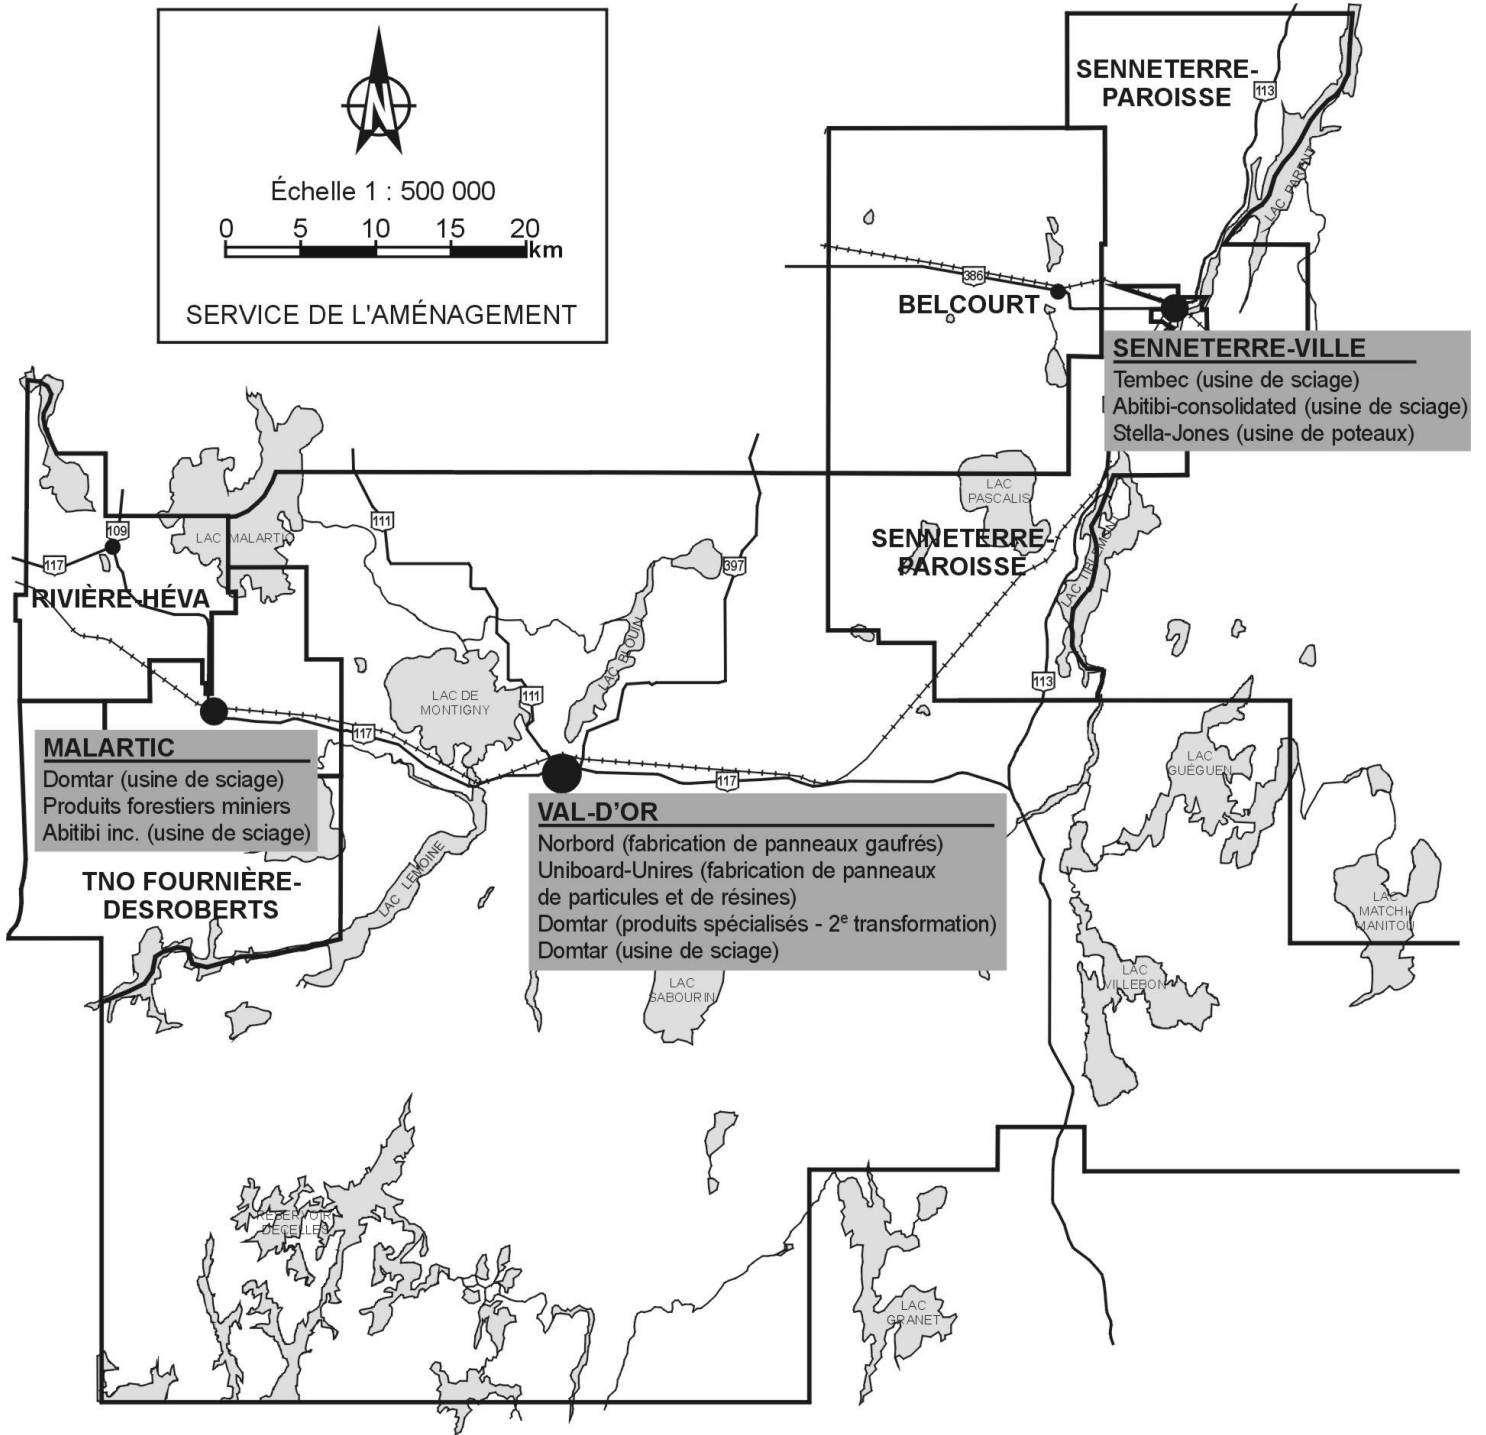 N
Échelle 1 : 500 000
0 5 10 15 20
km
SERVICE DE L'AMÉNAGEMENT
SENNETERRE-
PAROISSE
113
LAC PARENT
386
BELCOURT
SENNETERRE-VILLE
Tembec (usine de sciage)
Abitibi-consolidated (usine de sciage)
Stella-Jones (usine de poteaux)
LAC
PASCALIS
SENNETERRE-
PAROISSE
LAC TIBLEMONT
113
109
117
LAC MALARTIC
RIVIÈRE-HÉVA
111
397
LAC BLOUIN
LAC DE
MONTIGNY
111
117
117
MALARTIC
Domtar (usine de sciage)
Produits forestiers miniers
Abitibi inc. (usine de sciage)
VAL-D'OR
Norbord (fabrication de panneaux gaufrés)
Uniboard-Unires (fabrication de panneaux
de particules et de résines)
Domtar (produits spécialisés - 2e transformation)
Domtar (usine de sciage)
LAC
GUÉGUEN
TNO FOURNIÈRE-
DESROBERTS
LAC LEMOINE
LAC
MATCHI-
MANITOU
LAC
SABOURIN
LAC
VILLEBON
RÉSERVOIR
DECELLES
LAC
GRANET